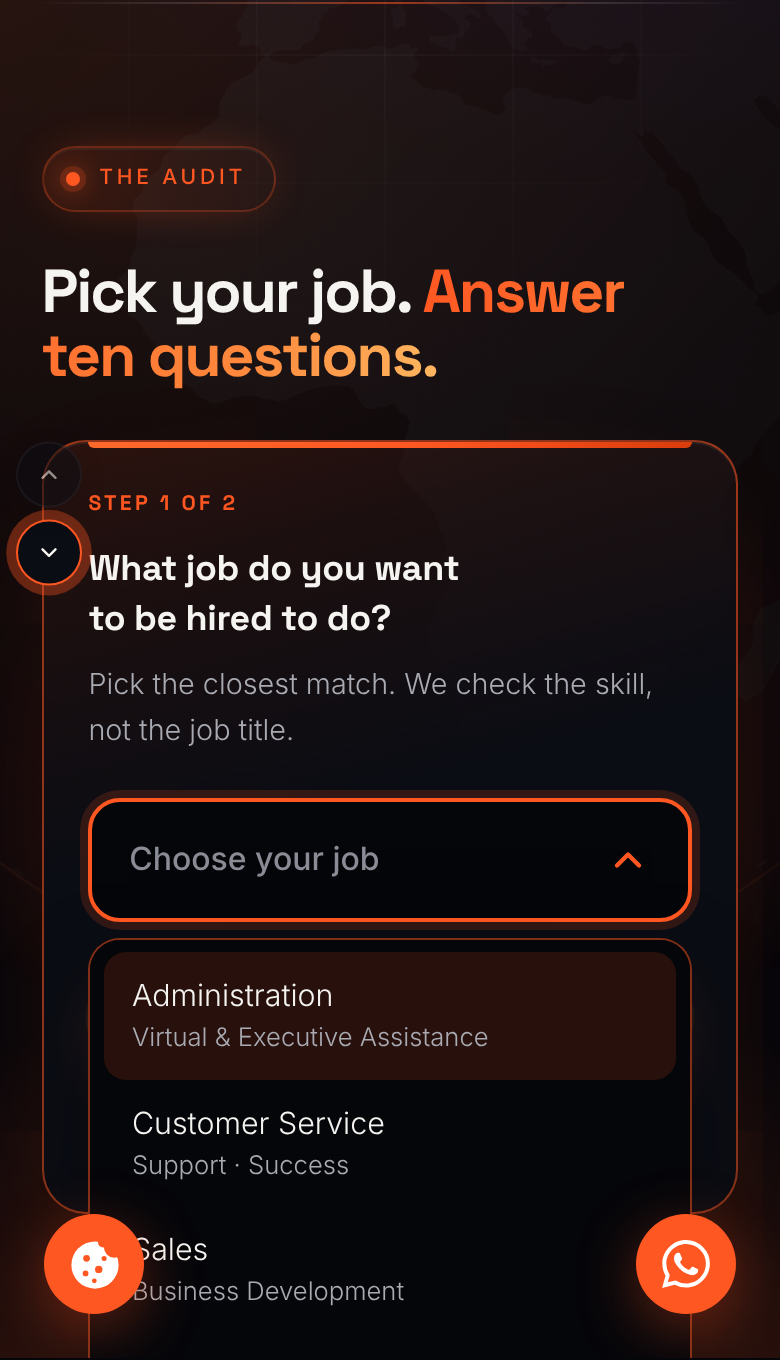 THE AUDIT
Pick your job. Answer
ten questions.
STEP 1 OF 2
What job do you want
to be hired to do?
Pick the closest match. We check the skill,
not the job title.
Choose your job
Administration
Virtual & Executive Assistance
Customer Service
Support · Success
Sales
Business Development